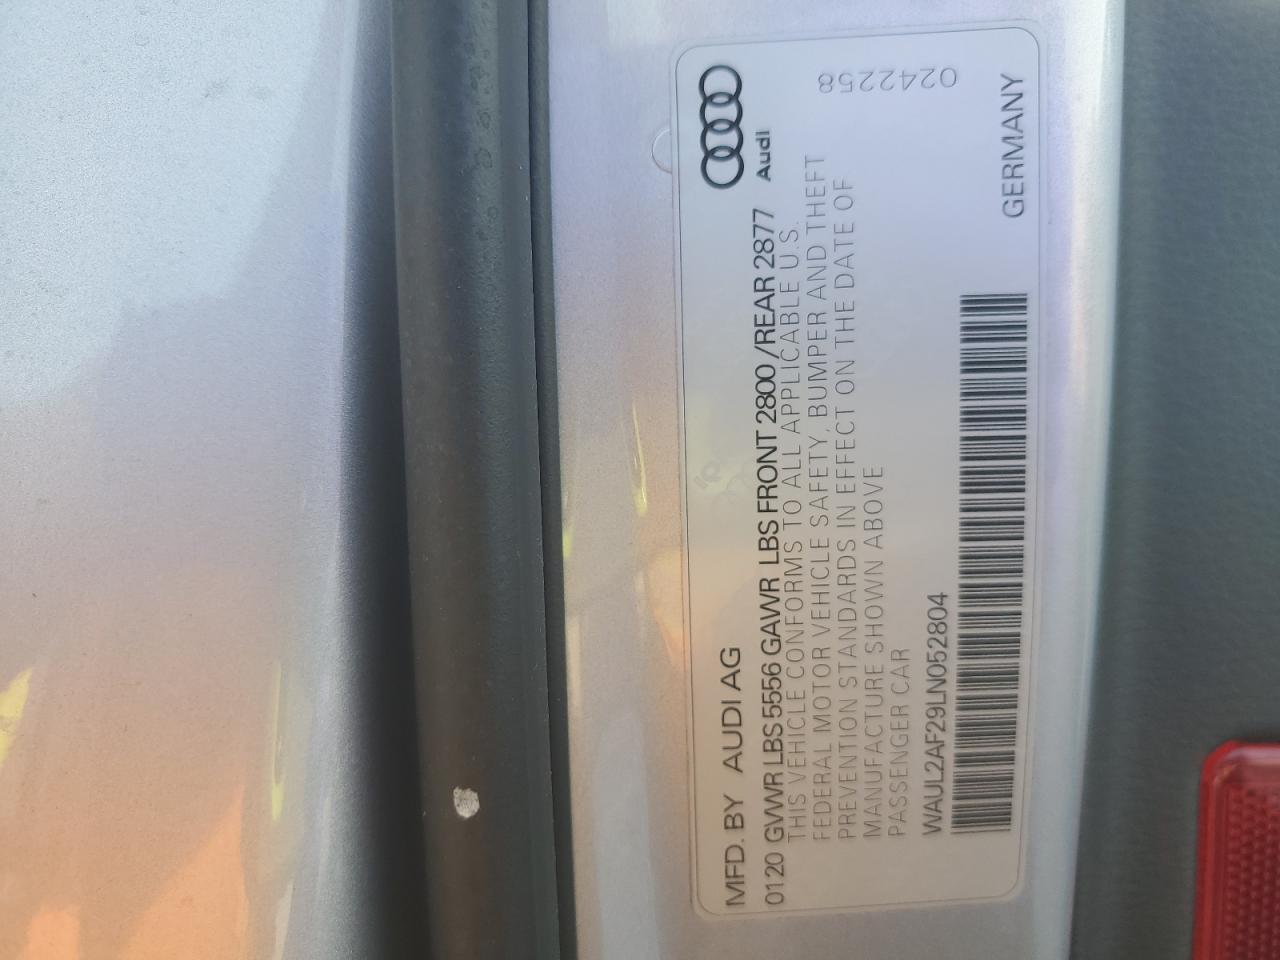 MFD. BY AUDI AG
Audi
0120 GVWR LBS 5556 GAWR LBS FRONT 2800 /REAR 2877
THIS VEHICLE CONFORMS TO ALL APPLICABLE U.S.
FEDERAL MOTOR VEHICLE SAFETY, BUMPER AND THEFT
PREVENTION STANDARDS IN EFFECT ON THE DATE OF
MANUFACTURE SHOWN ABOVE
PASSENGER CAR
0242258
WAUL2AF29LN052804
GERMANY